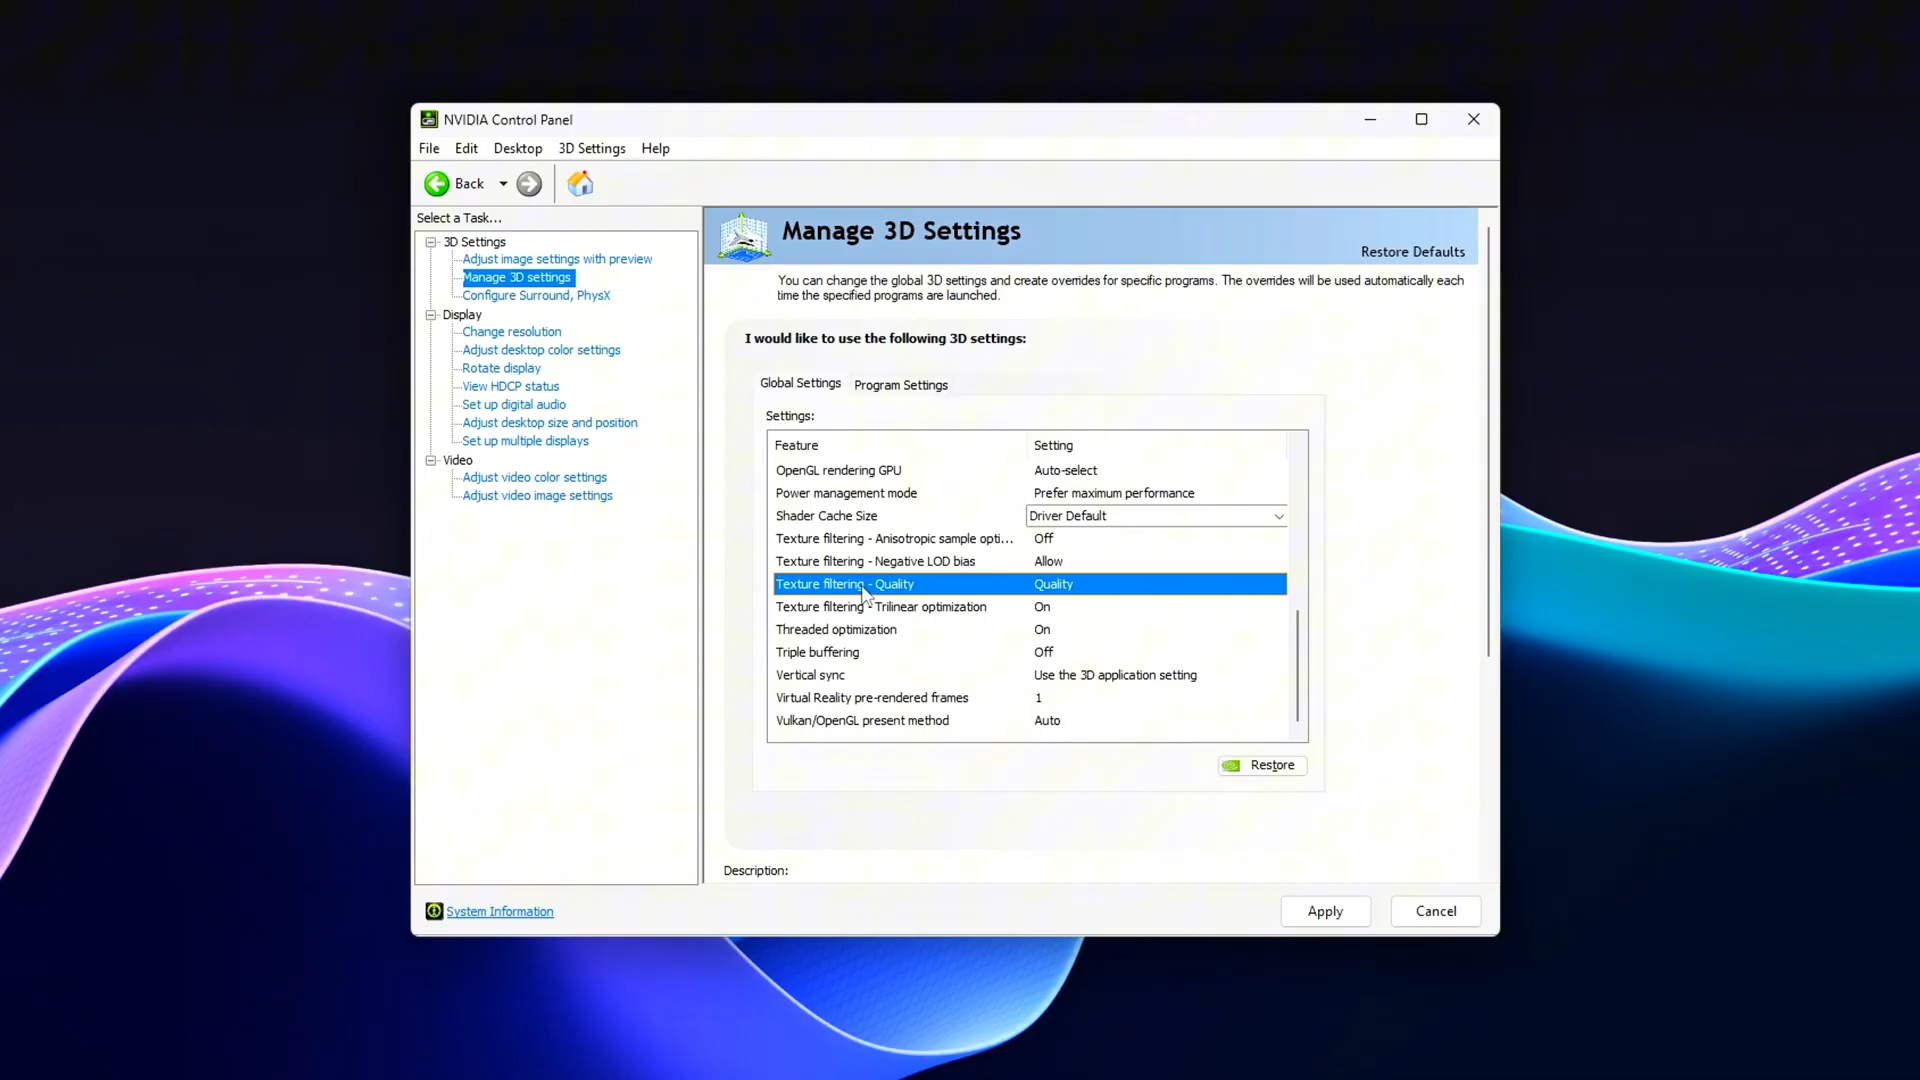 NVIDIA Control Panel
File Edit Desktop 3D Settings Help
Back
Select a Task...
3D Settings
Adjust image settings with preview
Manage 3D settings
Configure Surround, PhysX
Display
Change resolution
Adjust desktop color settings
Rotate display
View HDCP status
Set up digital audio
Adjust desktop size and position
Set up multiple displays
Video
Adjust video color settings
Adjust video image settings
System Information
Manage 3D Settings
Restore Defaults
You can change the global 3D settings and create overrides for specific programs. The overrides will be used automatically each
time the specified programs are launched.
I would like to use the following 3D settings:
Global Settings Program Settings
Settings:
Feature Setting
OpenGL rendering GPU Auto-select
Power management mode Prefer maximum performance
Shader Cache Size Driver Default
Texture filtering - Anisotropic sample opti... Off
Texture filtering - Negative LOD bias Allow
Texture filtering - Quality Quality
Texture filtering - Trilinear optimization On
Threaded optimization On
Triple buffering Off
Vertical sync Use the 3D application setting
Virtual Reality pre-rendered frames 1
Vulkan/OpenGL present method Auto
Restore
Description:
Apply Cancel